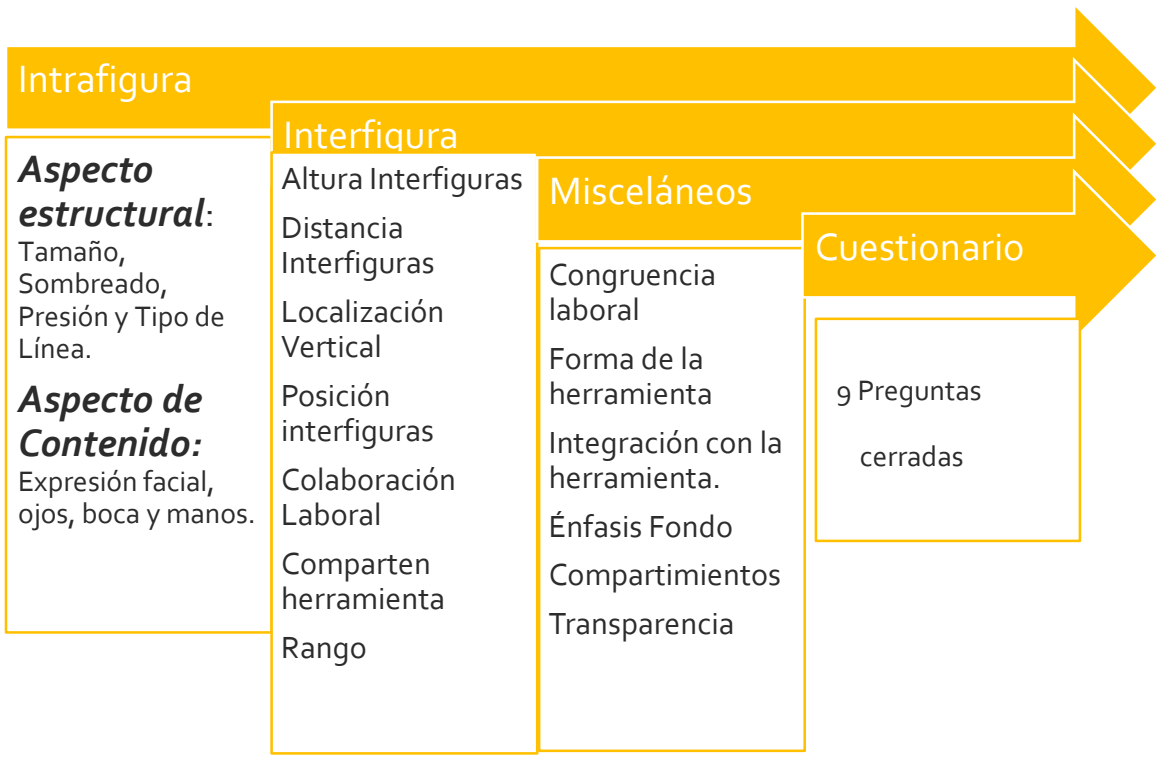 Intrafigura
Aspecto
estructural:
Tamaño,
Sombreado,
Presión y Tipo de
Línea.
Aspecto de
Contenido:
Expresión facial,
ojos, boca y manos.
Interfigura
Altura Interfiguras
Distancia
Interfiguras
Localización
Vertical
Posición
interfiguras
Colaboración
Laboral
Comparten
herramienta
Rango
Misceláneos
Congruencia
laboral
Forma de la
herramienta
Integración con la
herramienta.
Énfasis Fondo
Compartimientos
Transparencia
Cuestionario
9 Preguntas
cerradas